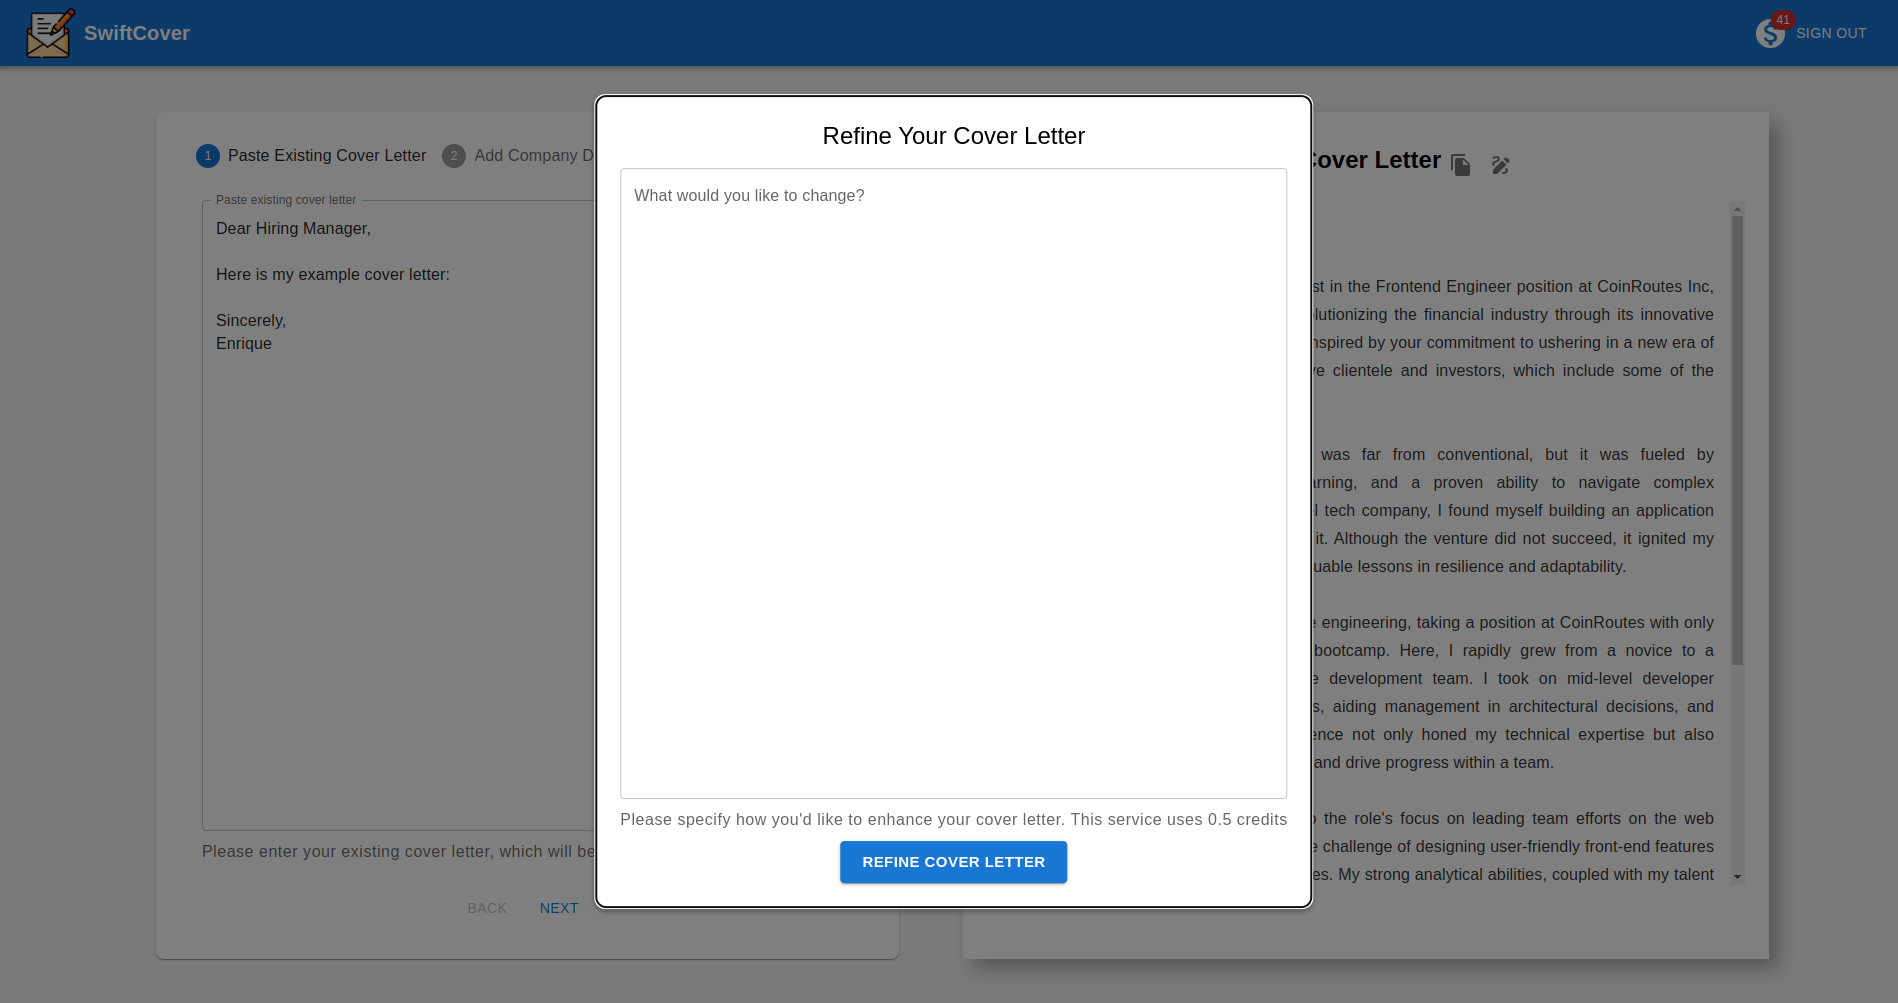 SwiftCover
41
SIGN OUT
1 Paste Existing Cover Letter
2 Add Company D
Paste existing cover letter
Dear Hiring Manager,
Here is my example cover letter:
Sincerely,
Enrique
Please enter your existing cover letter, which will be
BACK
NEXT
Refine Your Cover Letter
What would you like to change?
Please specify how you'd like to enhance your cover letter. This service uses 0.5 credits
REFINE COVER LETTER
Cover Letter
in the Frontend Engineer position at CoinRoutes Inc,
the financial industry through its innovative
by your commitment to ushering in a new era of
clientele and investors, which include some of the
was far from conventional, but it was fueled by
and a proven ability to navigate complex
tech company, I found myself building an application
it. Although the venture did not succeed, it ignited my
lessons in resilience and adaptability.
engineering, taking a position at CoinRoutes with only
bootcamp. Here, I rapidly grew from a novice to a
development team. I took on mid-level developer
aiding management in architectural decisions, and
not only honed my technical expertise but also
and drive progress within a team.
the role's focus on leading team efforts on the web
challenge of designing user-friendly front-end features
My strong analytical abilities, coupled with my talent